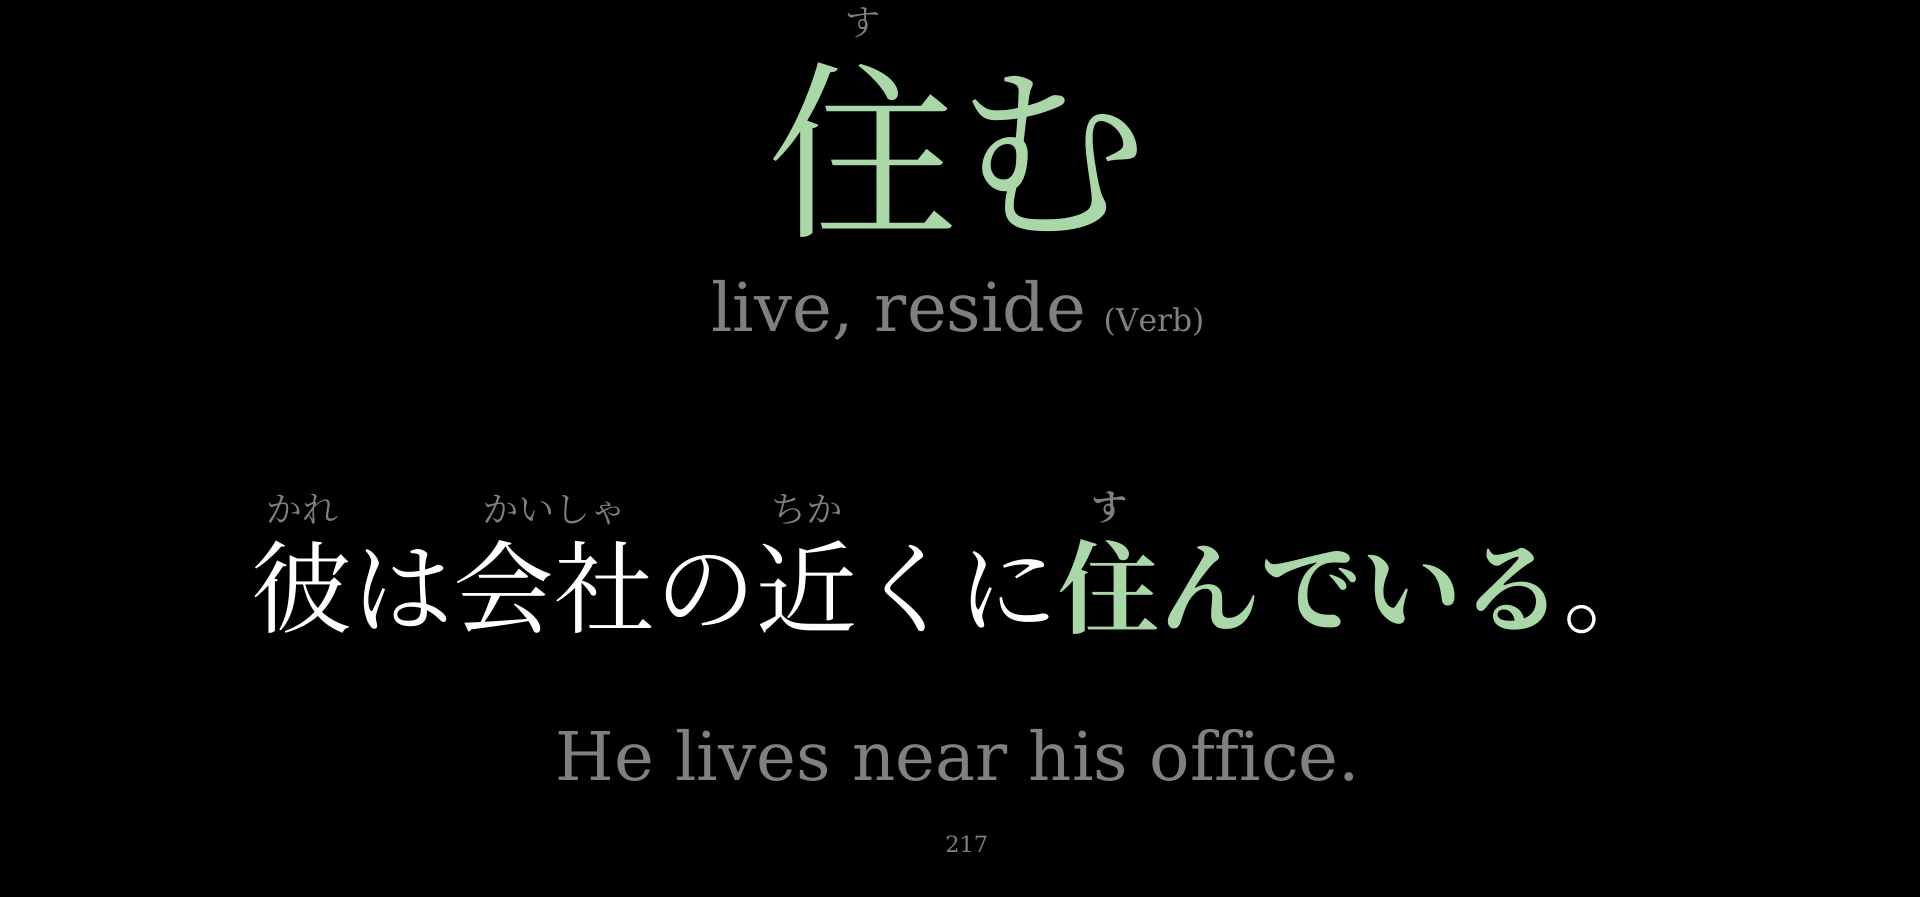 す
住む
live, reside (Verb)
かれ かいしゃ ちか す
彼は会社の近くに住んでいる。
He lives near his office.
217